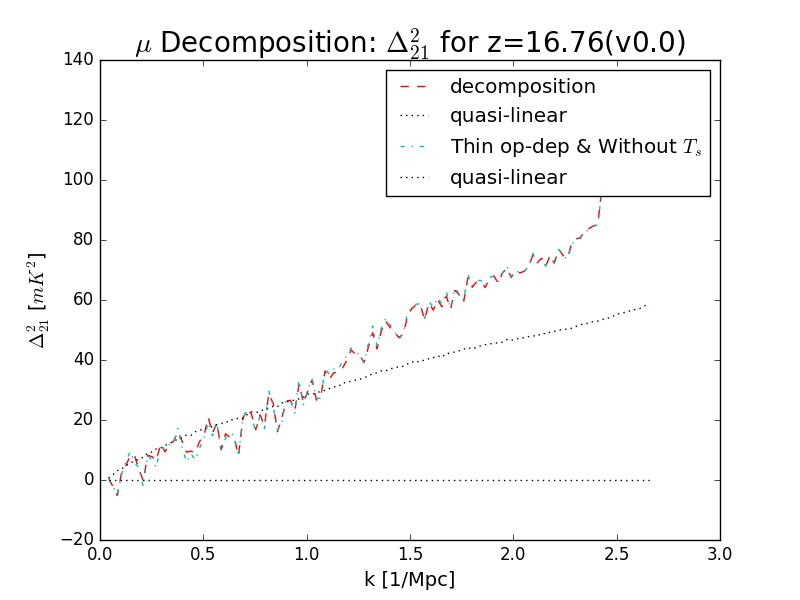 μ Decomposition: Δ²₂₁ for z=16.76(v0.0)
140
120
100
80
60
40
20
0
−20
Δ²₂₁ [mK²]
decomposition
quasi-linear
Thin op-dep & Without Tₛ
quasi-linear
0.0 0.5 1.0 1.5 2.0 2.5 3.0
k [1/Mpc]